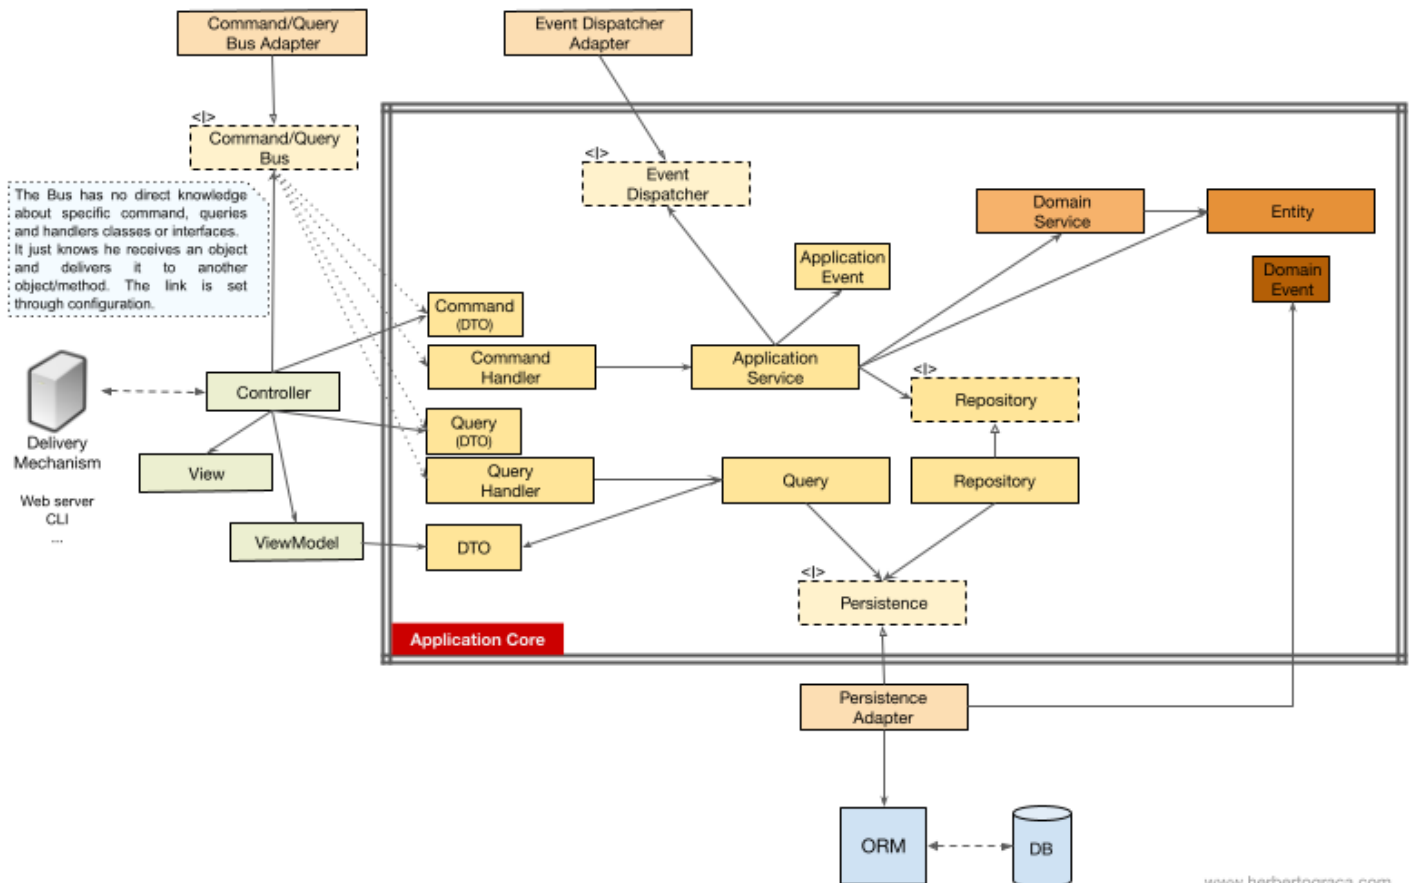 Command/Query
Bus Adapter
Event Dispatcher
Adapter
<I>
Command/Query
Bus
<I>
Event
Dispatcher
The Bus has no direct knowledge
about specific command, queries
and handlers classes or interfaces.
It just knows he receives an object
and delivers it to another
object/method. The link is set
through configuration.
Domain
Service
Entity
Application
Event
Domain
Event
Command
(DTO)
Command
Handler
Application
Service
<I>
Repository
Controller
Delivery
Mechanism
Web server
CLI
...
Query
(DTO)
View
Query
Handler
Query
Repository
ViewModel
DTO
<I>
Persistence
Application Core
Persistence
Adapter
ORM
DB
www.herbertograca.com